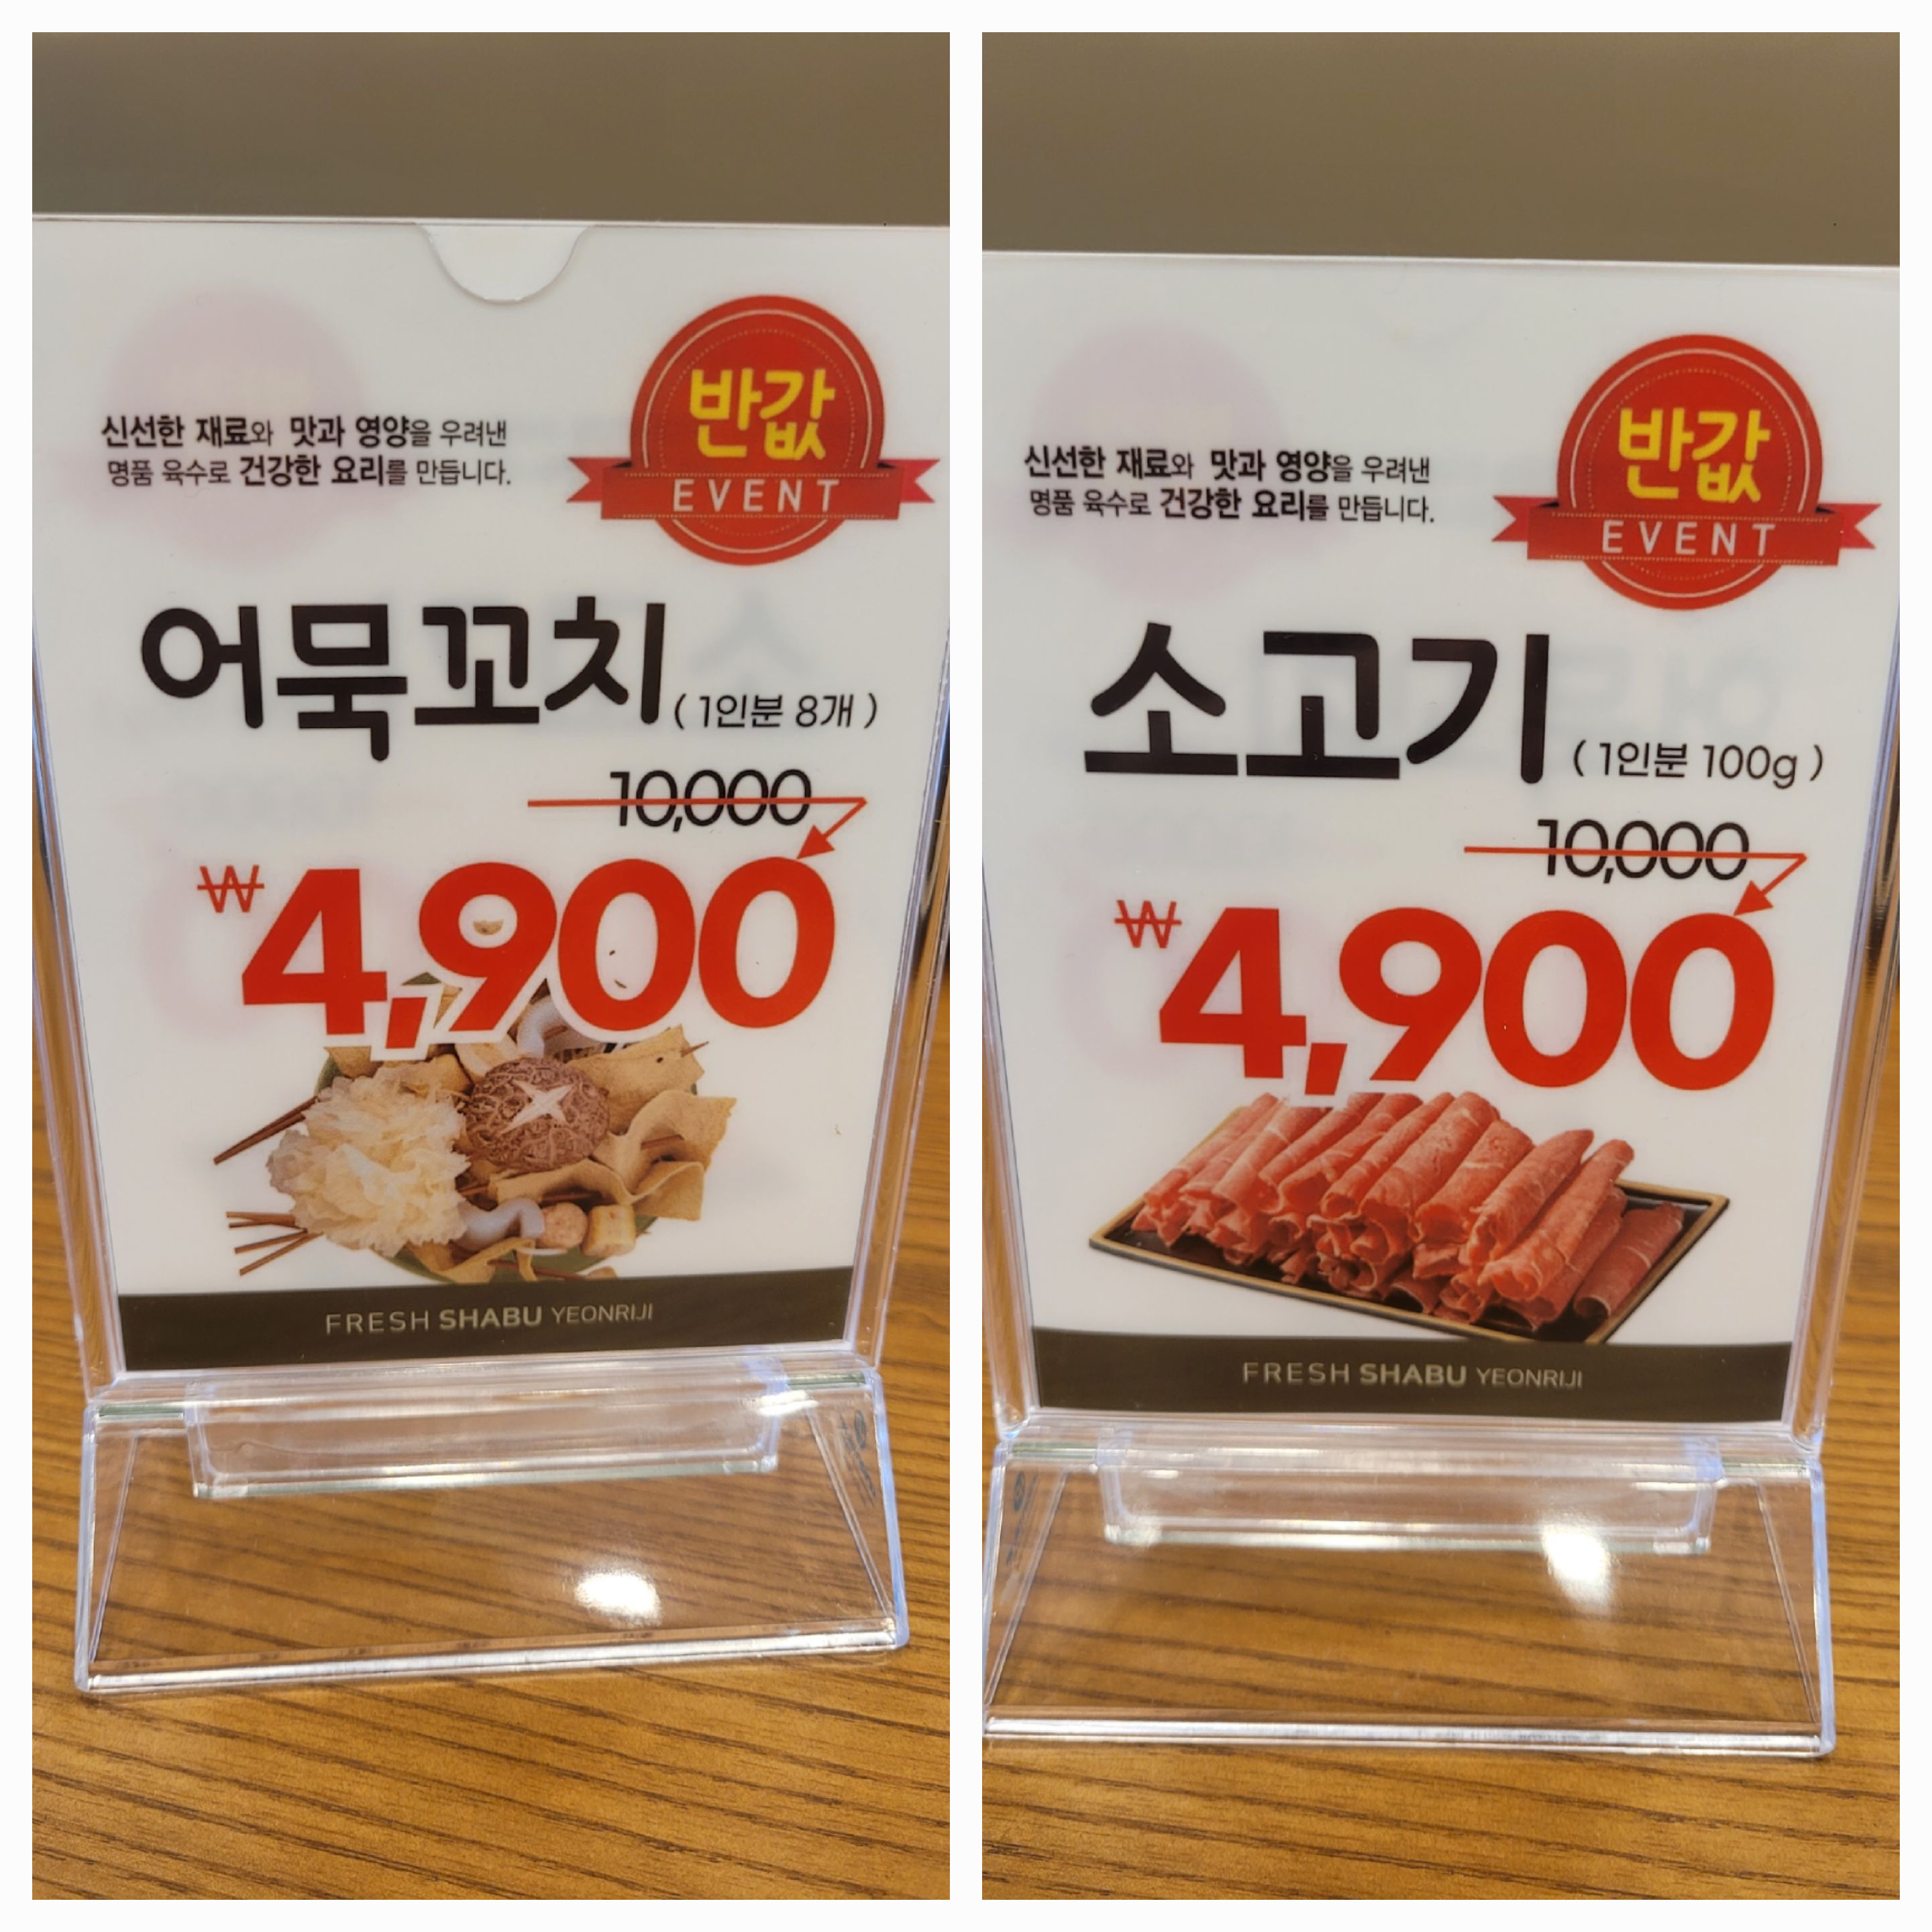 신선한 재료와 맛과 영양을 우려낸
명품 육수로 건강한 요리를 만듭니다.
반값
EVENT
어묵꼬치 ( 1인분 8개 )
10,000
₩4,900
FRESH SHABU YEONRIJI
신선한 재료와 맛과 영양을 우려낸
명품 육수로 건강한 요리를 만듭니다.
반값
EVENT
소고기 ( 1인분 100g )
10,000
₩4,900
FRESH SHABU YEONRIJI